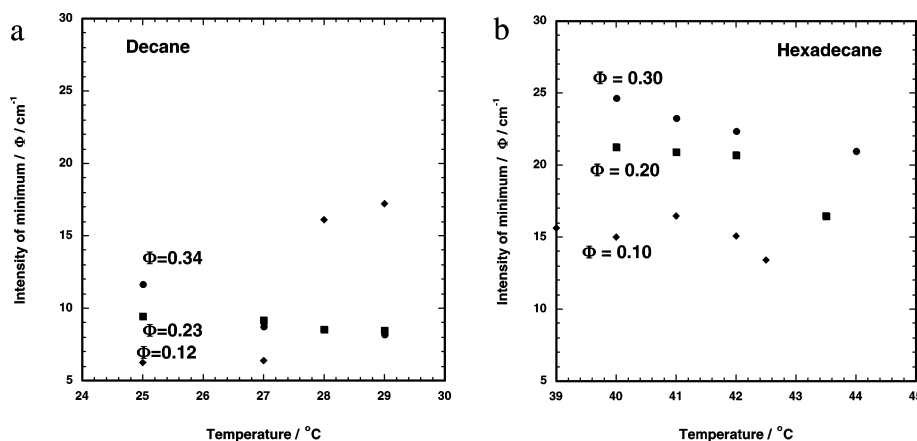 a
Decane
Intensity of minimum / Φ / cm⁻¹
30
25
20
15
10
5
Φ=0.34
Φ=0.23
Φ=0.12
24 25 26 27 28 29 30
Temperature / °C
b
Hexadecane
Intensity of minimum / Φ / cm⁻¹
30
25
20
15
10
5
Φ = 0.30
Φ = 0.20
Φ = 0.10
39 40 41 42 43 44 45
Temperature / °C